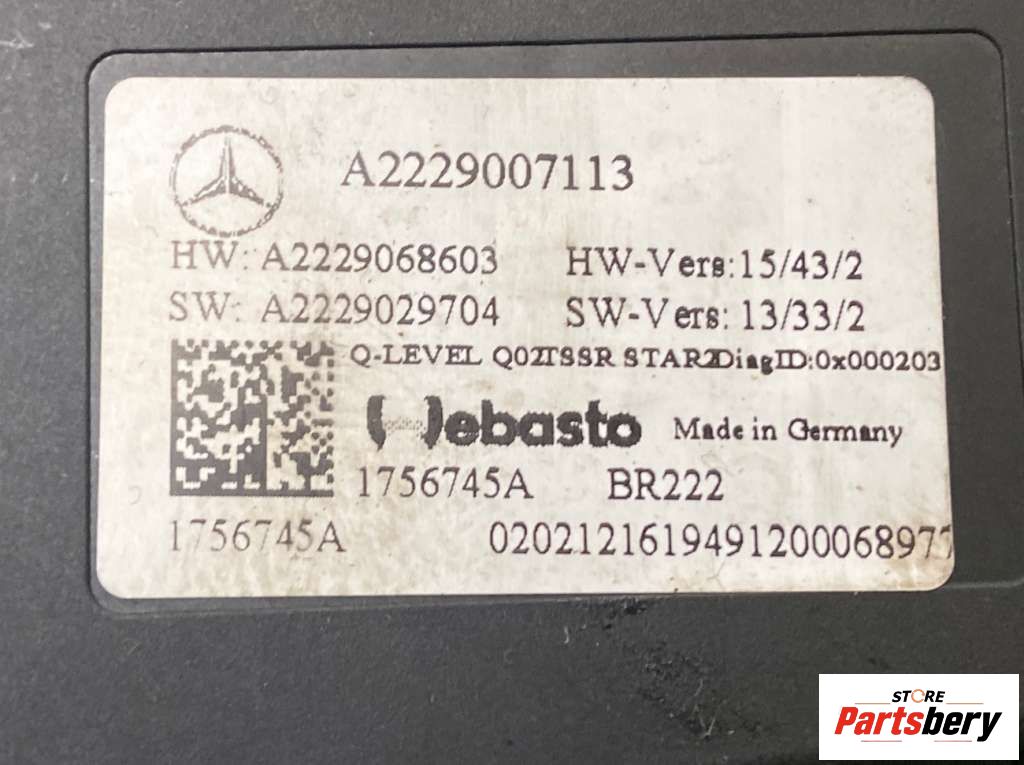 A2229007113
HW: A2229068603 HW-Vers: 15/43/2
SW: A2229029704 SW-Vers: 13/33/2
Q-LEVEL Q02TSSR STAR2DiagID:0x000203
Webasto Made in Germany
1756745A BR222
1756745A 02021216194912000068977
STORE
Partsbery